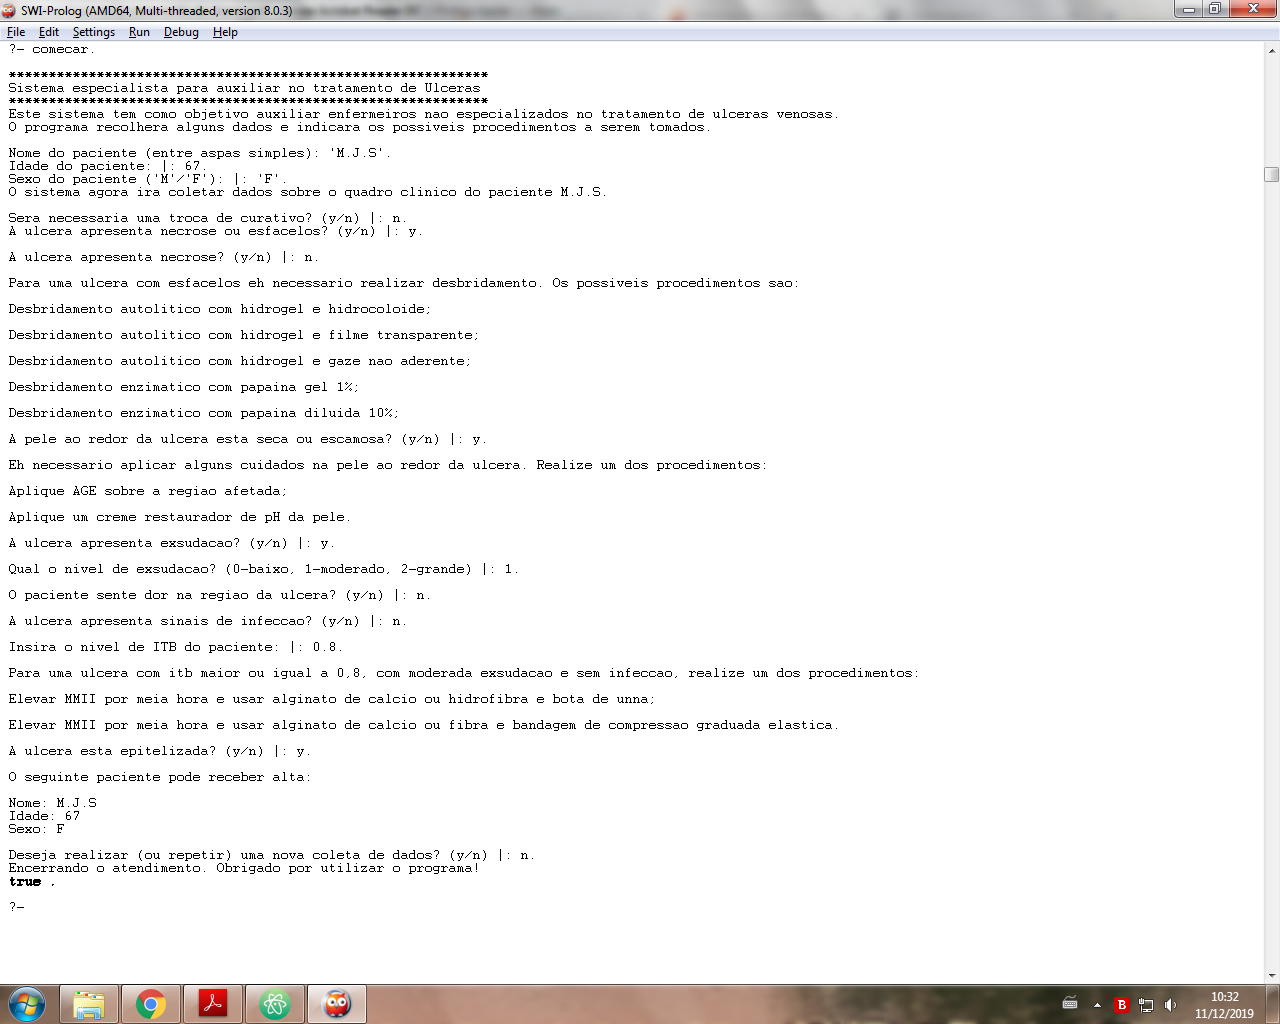 SWI-Prolog (AMD64, Multi-threaded, version 8.0.3)
File Edit Settings Run Debug Help
?- comecar.
************************************************************
Sistema especialista para auxiliar no tratamento de Ulceras
************************************************************
Este sistema tem como objetivo auxiliar enfermeiros nao especializados no tratamento de ulceras venosas.
O programa recolhera alguns dados e indicara os possiveis procedimentos a serem tomados.
Nome do paciente (entre aspas simples): 'M.J.S'.
Idade do paciente: |: 67.
Sexo do paciente ('M'/'F'): |: 'F'.
O sistema agora ira coletar dados sobre o quadro clinico do paciente M.J.S.
Sera necessaria uma troca de curativo? (y/n) |: n.
A ulcera apresenta necrose ou esfacelos? (y/n) |: y.
A ulcera apresenta necrose? (y/n) |: n.
Para uma ulcera com esfacelos eh necessario realizar desbridamento. Os possiveis procedimentos sao:
Desbridamento autolitico com hidrogel e hidrocoloide;
Desbridamento autolitico com hidrogel e filme transparente;
Desbridamento autolitico com hidrogel e gaze nao aderente;
Desbridamento enzimatico com papaina gel 1%;
Desbridamento enzimatico com papaina diluida 10%;
A pele ao redor da ulcera esta seca ou escamosa? (y/n) |: y.
Eh necessario aplicar alguns cuidados na pele ao redor da ulcera. Realize um dos procedimentos:
Aplique AGE sobre a regiao afetada;
Aplique um creme restaurador de pH da pele.
A ulcera apresenta exsudacao? (y/n) |: y.
Qual o nivel de exsudacao? (0-baixo, 1-moderado, 2-grande) |: 1.
O paciente sente dor na regiao da ulcera? (y/n) |: n.
A ulcera apresenta sinais de infeccao? (y/n) |: n.
Insira o nivel de ITB do paciente: |: 0.8.
Para uma ulcera com itb maior ou igual a 0,8, com moderada exsudacao e sem infeccao, realize um dos procedimentos:
Elevar MMII por meia hora e usar alginato de calcio ou hidrofibra e bota de unna;
Elevar MMII por meia hora e usar alginato de calcio ou fibra e bandagem de compressao graduada elastica.
A ulcera esta epitelizada? (y/n) |: y.
O seguinte paciente pode receber alta:
Nome: M.J.S
Idade: 67
Sexo: F
Deseja realizar (ou repetir) uma nova coleta de dados? (y/n) |: n.
Encerrando o atendimento. Obrigado por utilizar o programa!
true .
?-
10:32
11/12/2019